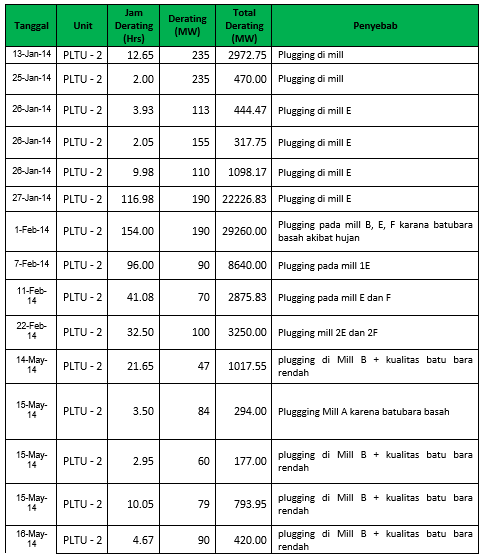 Tanggal Unit Jam Derating (Hrs) Derating (MW) Total Derating (MW) Penyebab
13-Jan-14 PLTU - 2 12.65 235 2972.75 Plugging di mill
25-Jan-14 PLTU - 2 2.00 235 470.00 Plugging di mill
26-Jan-14 PLTU - 2 3.93 113 444.47 Plugging di mill E
26-Jan-14 PLTU - 2 2.05 155 317.75 Plugging di mill E
26-Jan-14 PLTU - 2 9.98 110 1098.17 Plugging di mill E
27-Jan-14 PLTU - 2 116.98 190 22226.83 Plugging di mill E
1-Feb-14 PLTU - 2 154.00 190 29260.00 Plugging pada mill B, E, F karana batubara
basah akibat hujan
7-Feb-14 PLTU - 2 96.00 90 8640.00 Plugging pada mill 1E
11-Feb-
14 PLTU - 2 41.08 70 2875.83 Plugging pada mill E dan F
22-Feb-
14 PLTU - 2 32.50 100 3250.00 Plugging mill 2E dan 2F
14-May-
14 PLTU - 2 21.65 47 1017.55 plugging di Mill B + kualitas batu bara
rendah
15-May-
14 PLTU - 2 3.50 84 294.00 Pluggging Mill A karena batubara basah
15-May-
14 PLTU - 2 2.95 60 177.00 plugging di Mill B + kualitas batu bara
rendah
15-May-
14 PLTU - 2 10.05 79 793.95 plugging di Mill B + kualitas batu bara
rendah
16-May-
14 PLTU - 2 4.67 90 420.00 plugging di Mill B + kualitas batu bara
rendah